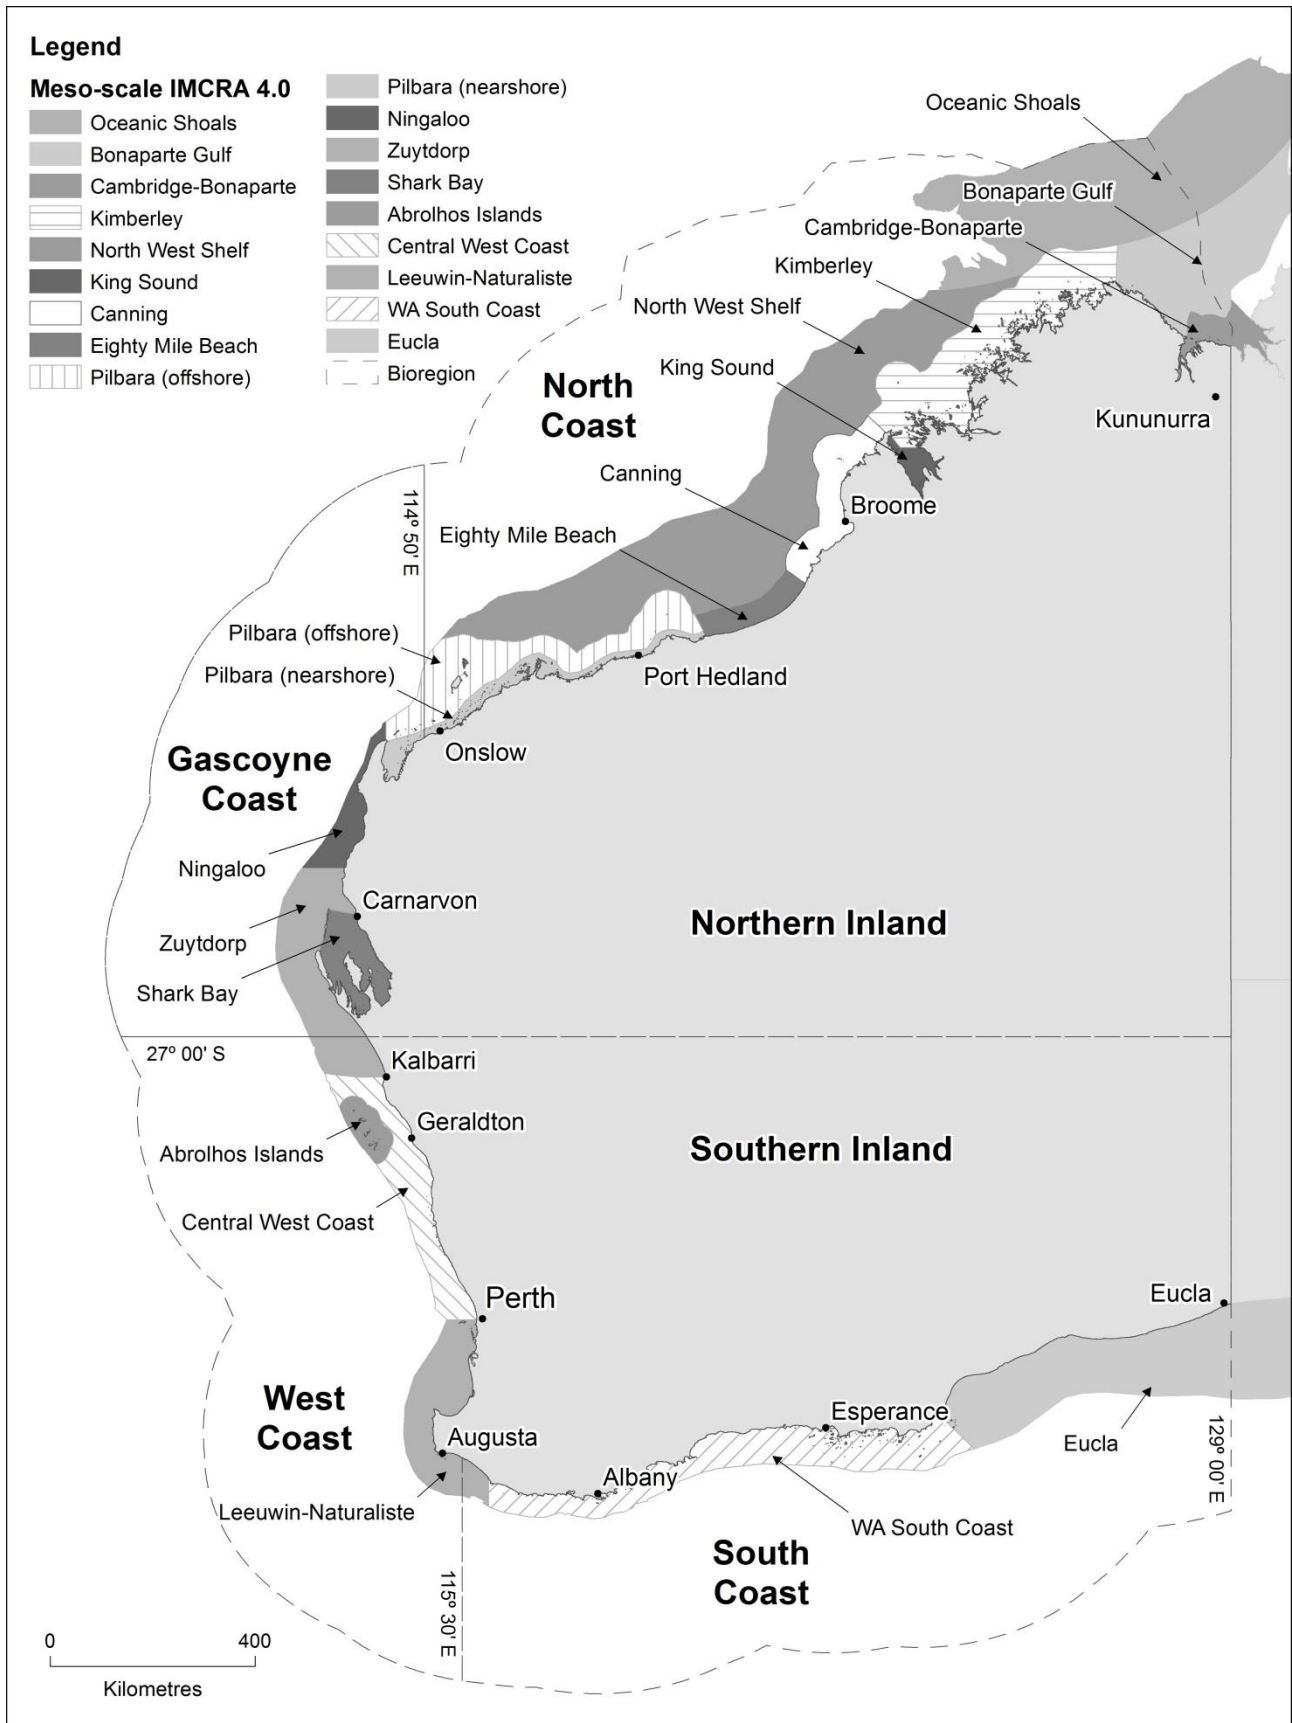 Legend
Meso-scale IMCRA 4.0
Oceanic Shoals
Bonaparte Gulf
Cambridge-Bonaparte
Kimberley
North West Shelf
King Sound
Canning
Eighty Mile Beach
Pilbara (offshore)
Pilbara (nearshore)
Ningaloo
Zuytdorp
Shark Bay
Abrolhos Islands
Central West Coast
Leeuwin-Naturaliste
WA South Coast
Eucla
Bioregion
Oceanic Shoals
Bonaparte Gulf
Cambridge-Bonaparte
Kimberley
North West Shelf
King Sound
North
Coast
Kununurra
Canning
Broome
114° 50' E
Eighty Mile Beach
Pilbara (offshore)
Pilbara (nearshore)
Port Hedland
Onslow
Gascoyne
Coast
Ningaloo
Carnarvon
Northern Inland
Zuytdorp
Shark Bay
27° 00' S
Kalbarri
Geraldton
Southern Inland
Abrolhos Islands
Central West Coast
Perth
Eucla
West
Coast
Esperance
Augusta
Eucla
129° 00' E
Albany
Leeuwin-Naturaliste
WA South Coast
South
Coast
115° 30' E
0 400
Kilometres